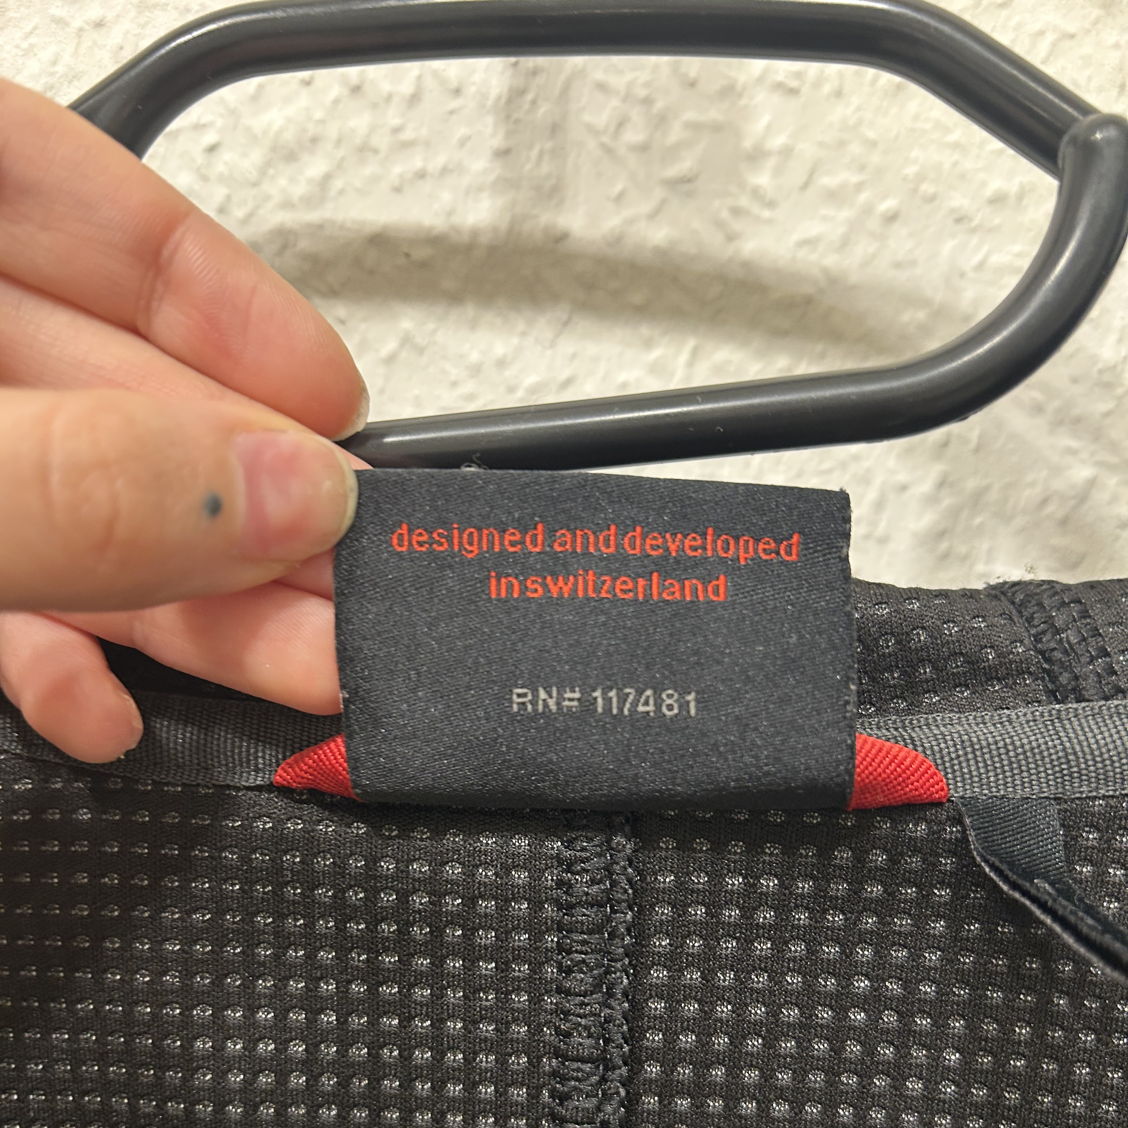 designed and developed
in switzerland
RN# 117481